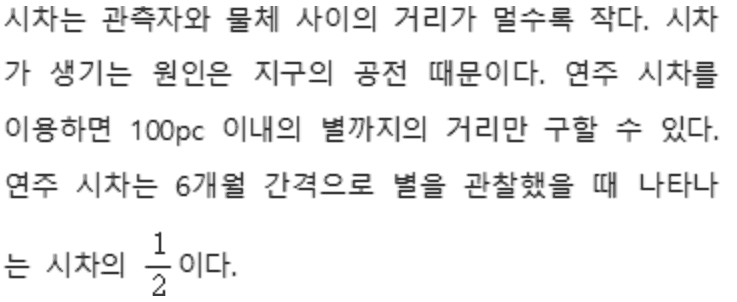 시차는 관측자와 물체 사이의 거리가 멀수록 작다. 시차
가 생기는 원인은 지구의 공전 때문이다. 연주 시차를
이용하면 100pc 이내의 별까지의 거리만 구할 수 있다.
연주 시차는 6개월 간격으로 별을 관찰했을 때 나타나
는 시차의 1/2이다.